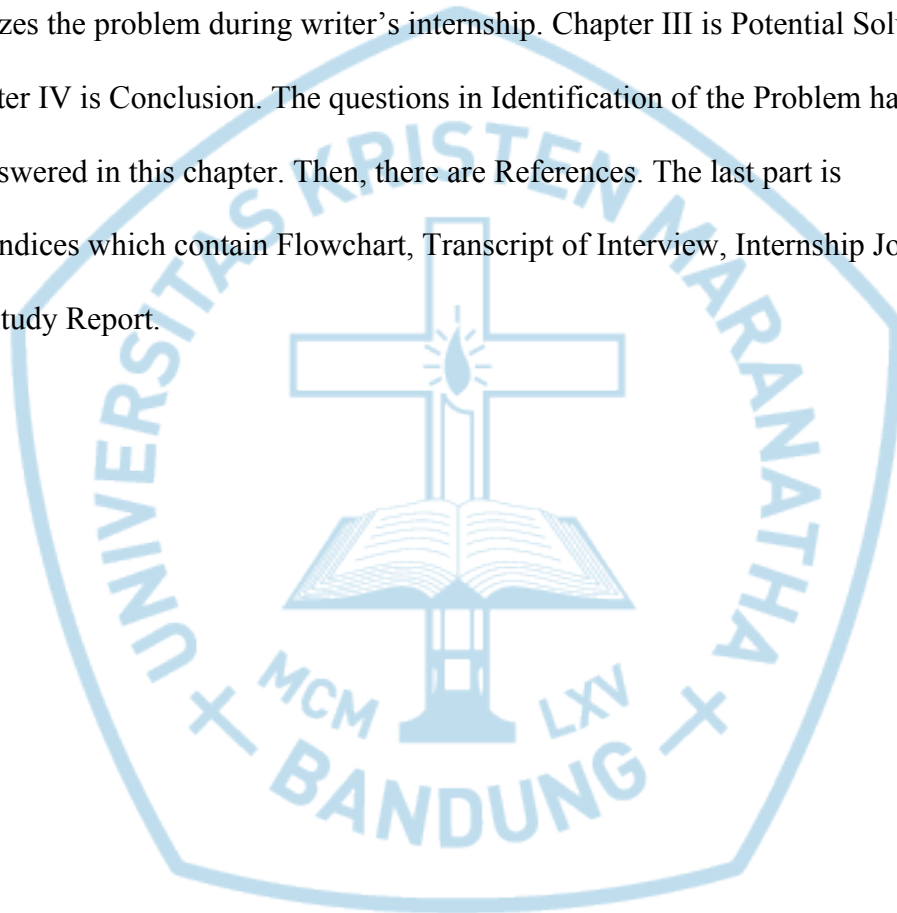 zes the problem during writer’s internship. Chapter III is Potential Solu
ter IV is Conclusion. The questions in Identification of the Problem ha
swered in this chapter. Then, there are References. The last part is
ndices which contain Flowchart, Transcript of Interview, Internship Jo
tudy Report.
UNIVERSITAS KRISTEN MARANATHA
MCM LXV
BANDUNG